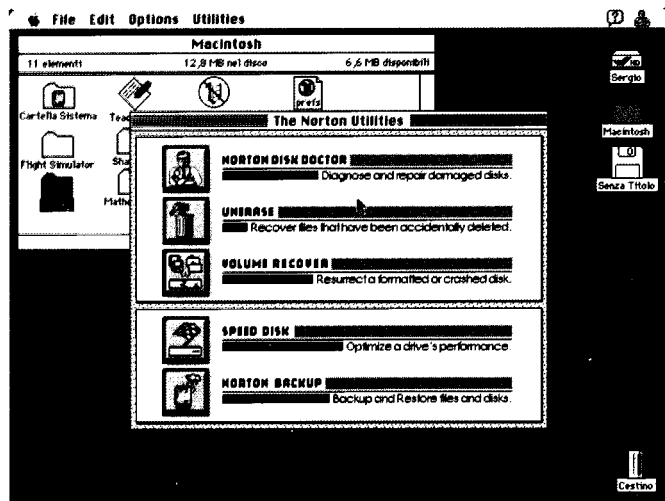 File Edit Options Utilities
Macintosh
11 elementi 12,8 MB nel disco 6,6 MB disponibili
Sergio
prefs
Cartella Sistema
The Norton Utilities
Macintosh
Flight Simulator
NORTON DISK DOCTOR
Diagnose and repair damaged disks.
Senza Titolo
UNERASE
Recover files that have been accidentally deleted.
VOLUME RECOVER
Resurrect a formatted or crashed disk.
SPEED DISK
Optimize a drive's performance.
NORTON BACKUP
Backup and Restore files and disks.
Cestino